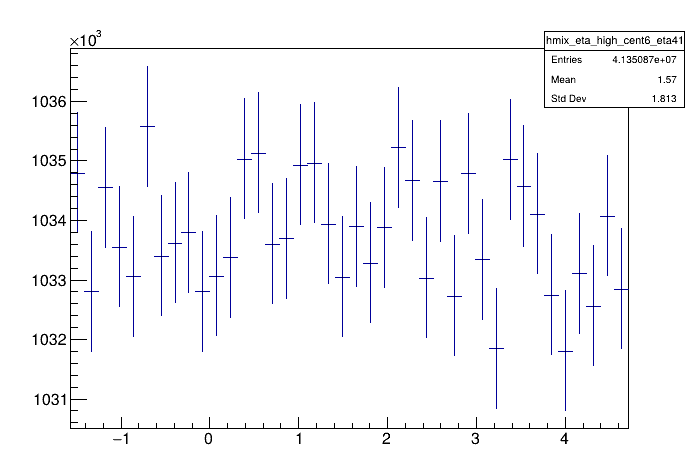 ×10³
hmix_eta_high_cent6_eta41
Entries 4.135087e+07
Mean 1.57
Std Dev 1.813
1036
1035
1034
1033
1032
1031
−1 0 1 2 3 4